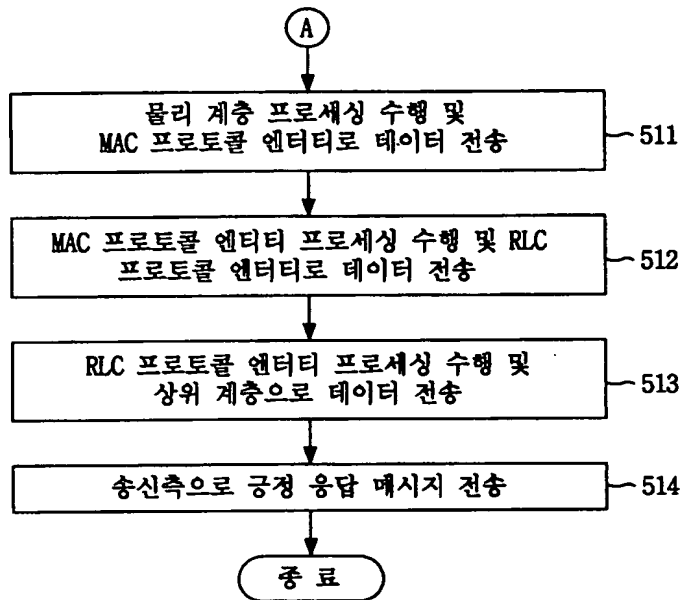 A
물리 계층 프로세싱 수행 및
MAC 프로토콜 엔터티로 데이터 전송
511
MAC 프로토콜 엔티티 프로세싱 수행 및 RLC
프로토콜 엔터티로 데이터 전송
512
RLC 프로토콜 엔터티 프로세싱 수행 및
상위 계층으로 데이터 전송
513
송신측으로 긍정 응답 메시지 전송
514
종 료